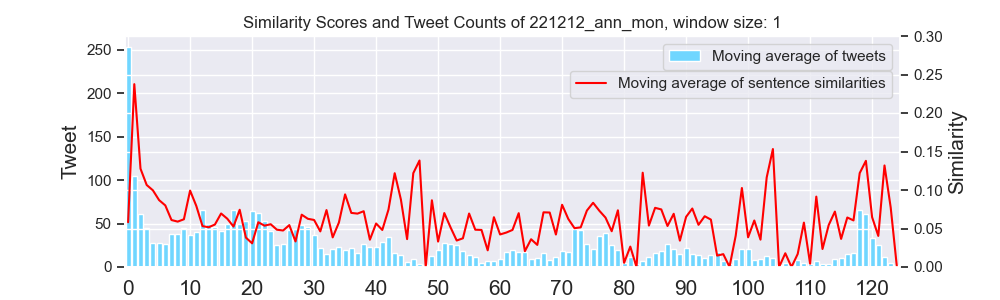 Similarity Scores and Tweet Counts of 221212_ann_mon, window size: 1
Moving average of tweets
Moving average of sentence similarities
Tweet
250
200
150
100
50
0
0.30
0.25
0.20
0.15
0.10
0.05
0.00
Similarity
0 10 20 30 40 50 60 70 80 90 100 110 120